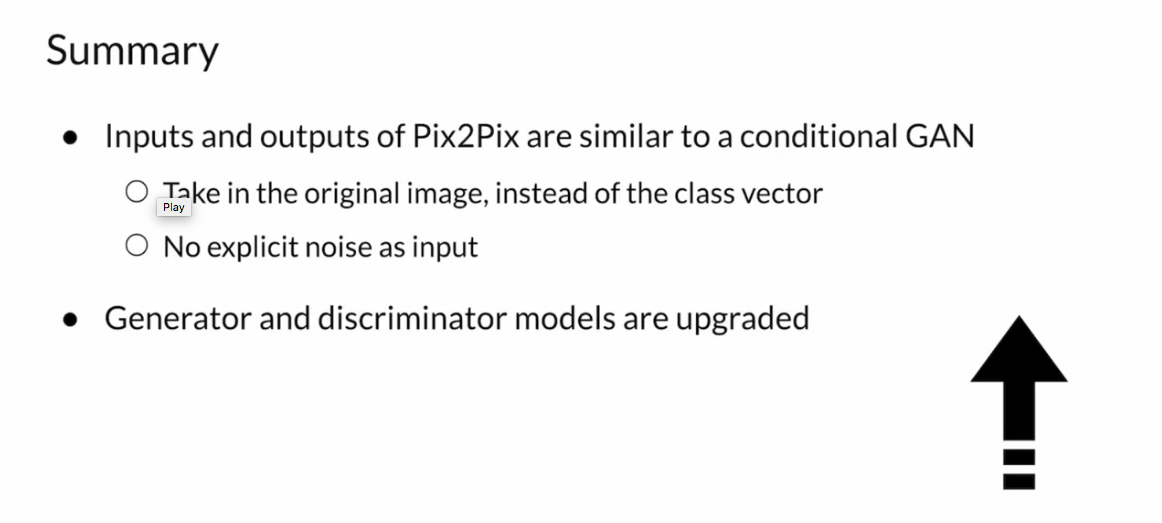 Summary
● Inputs and outputs of Pix2Pix are similar to a conditional GAN
○ Take in the original image, instead of the class vector
Play
○ No explicit noise as input
● Generator and discriminator models are upgraded